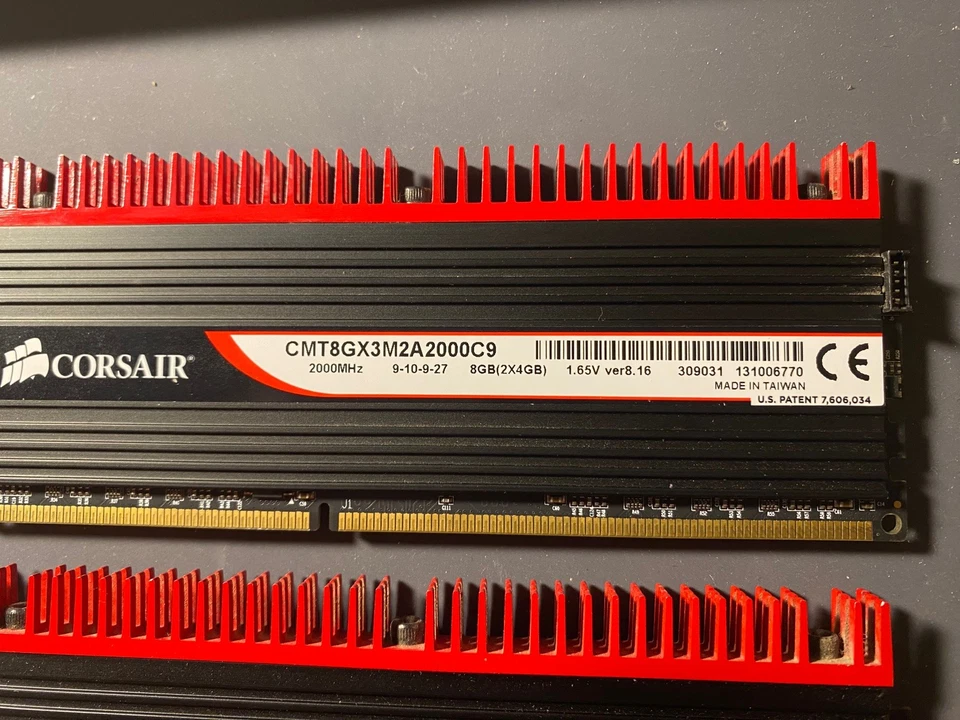 CORSAIR
CMT8GX3M2A2000C9
2000MHz 9-10-9-27 8GB(2X4GB) 1.65V ver8.16 309031 131006770
MADE IN TAIWAN
U.S. PATENT 7,606,034
CE
J1